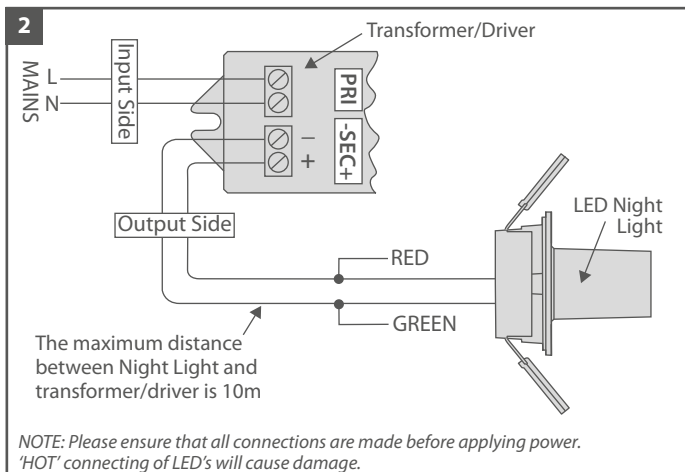 2
Transformer/Driver
MAINS
L
N
Input Side
PRI
-SEC+
–
+
Output Side
LED Night
Light
RED
GREEN
The maximum distance
between Night Light and
transformer/driver is 10m
NOTE: Please ensure that all connections are made before applying power.
‘HOT’ connecting of LED’s will cause damage.